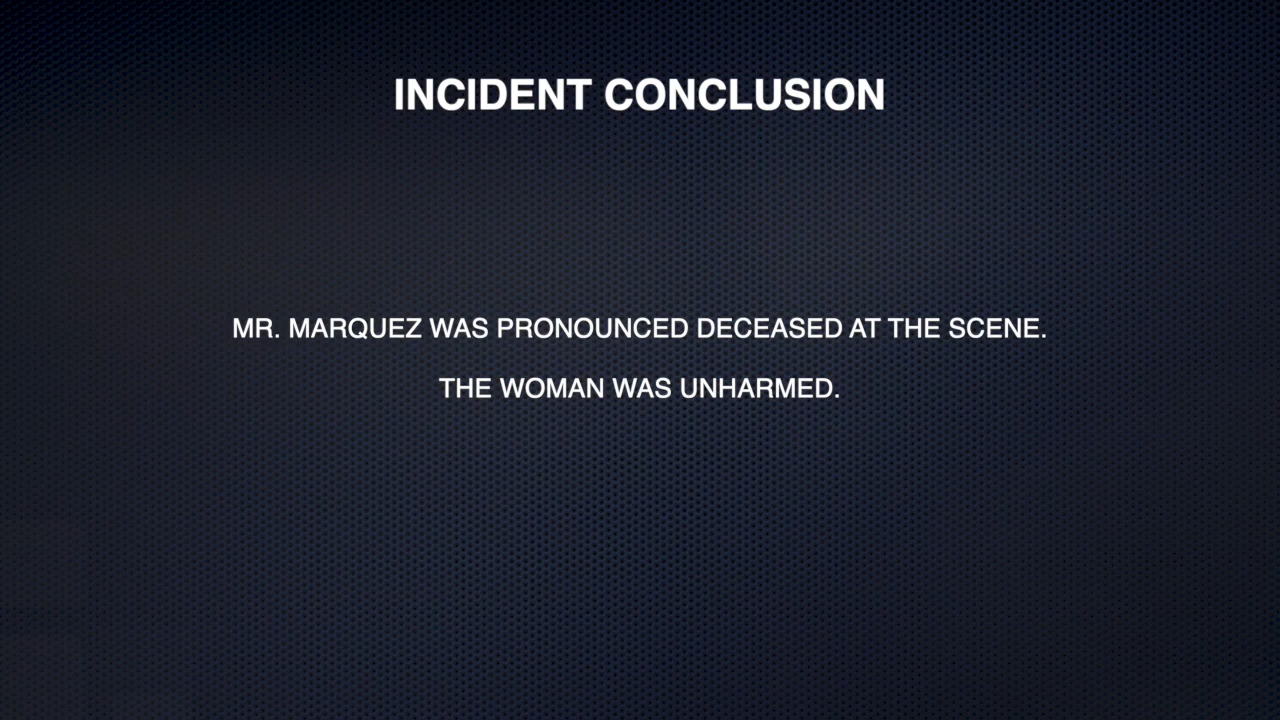 INCIDENT CONCLUSION
MR. MARQUEZ WAS PRONOUNCED DECEASED AT THE SCENE.
THE WOMAN WAS UNHARMED.